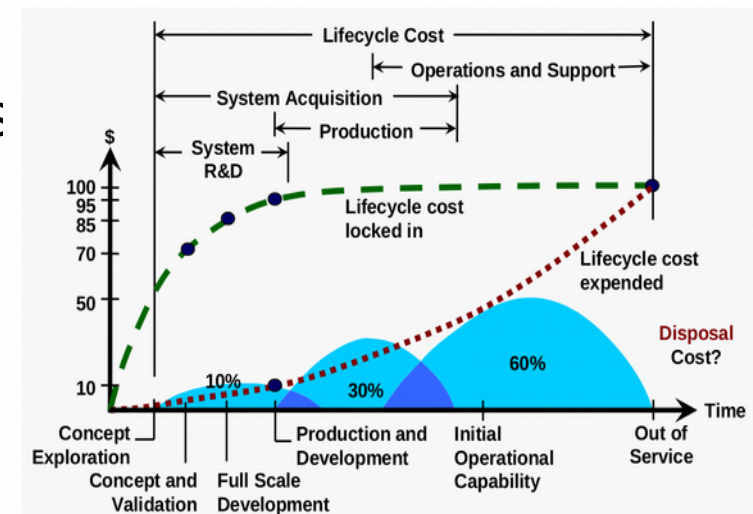 Lifecycle Cost
Operations and Support
System Acquisition
Production
System
R&D
$
100
95
85
70
50
10
Lifecycle cost
locked in
Lifecycle cost
expended
Disposal
Cost?
10%
30%
60%
Time
Concept
Exploration
Concept and
Validation
Full Scale
Development
Production and
Development
Initial
Operational
Capability
Out of
Service